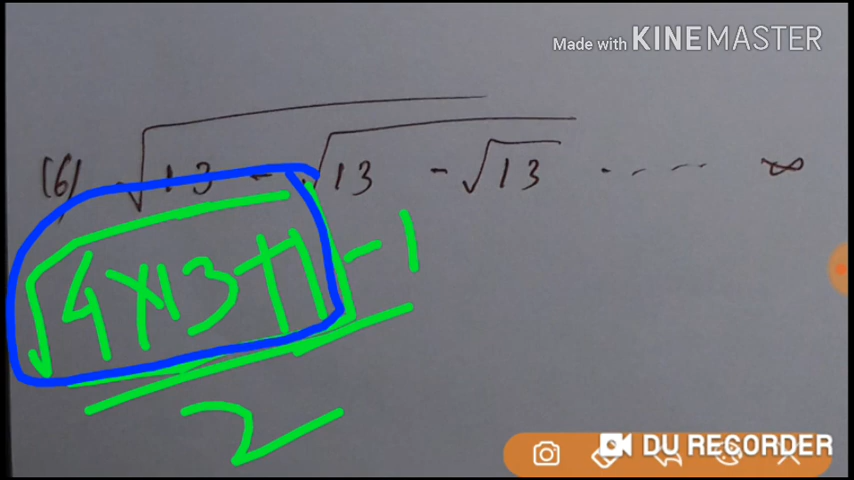 Made with KINEMASTER
(6) √13 - √13 - √13 ..... ∞
√4×13+1 - 1
2
DU RECORDER